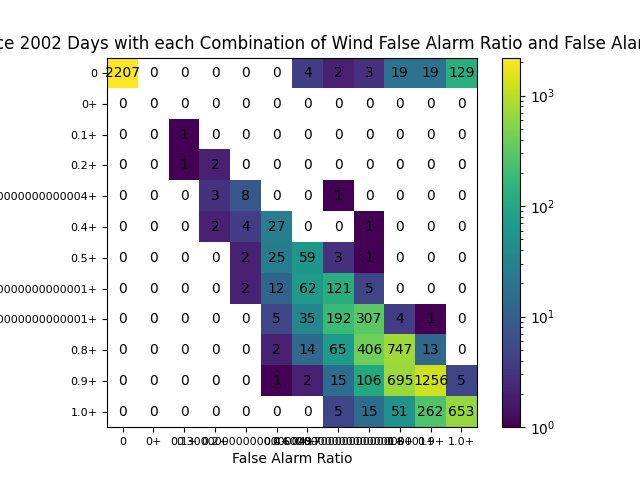 ce 2002 Days with each Combination of Wind False Alarm Ratio and False Alar
0 2207 0 0 0 0 0 4 2 3 19 19 129
0+ 0 0 0 0 0 0 0 0 0 0 0 0
0.1+ 0 0 1 0 0 0 0 0 0 0 0 0
0.2+ 0 0 1 2 0 0 0 0 0 0 0 0
0000000000004+ 0 0 0 3 8 0 0 1 0 0 0 0
0.4+ 0 0 0 2 4 27 0 0 1 0 0 0
0.5+ 0 0 0 0 2 25 59 3 1 0 0 0
0000000000001+ 0 0 0 0 2 12 62 121 5 0 0 0
0000000000001+ 0 0 0 0 0 5 35 192 307 4 1 0
0.8+ 0 0 0 0 0 2 14 65 406 747 13 0
0.9+ 0 0 0 0 0 1 2 15 106 695 1256 5
1.0+ 0 0 0 0 0 0 0 5 15 51 262 653
0 0+ 1.0+
False Alarm Ratio
10³
10²
10¹
10⁰